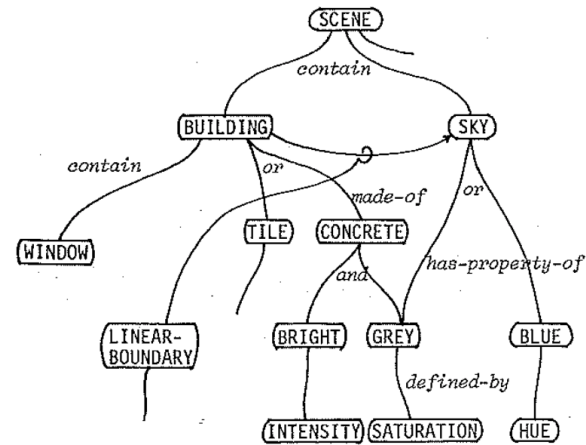 SCENE
contain
BUILDING
SKY
contain
or
or
made-of
WINDOW
TILE
CONCRETE
has-property-of
and
LINEAR-
BOUNDARY
BRIGHT
GREY
BLUE
defined-by
INTENSITY
SATURATION
HUE